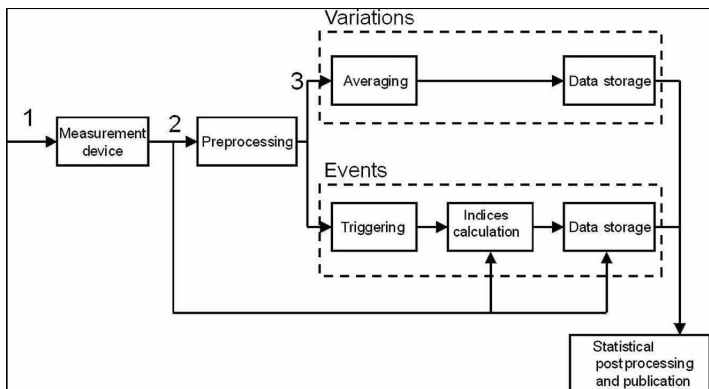 Variations
3
Averaging
Data storage
1
2
Measurement
device
Preprocessing
Events
Triggering
Indices
calculation
Data storage
Statistical
postprocessing
and publication